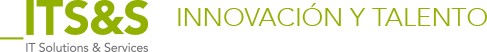 _ITS&S
IT Solutions & Services
INNOVACIÓN Y TALENTO